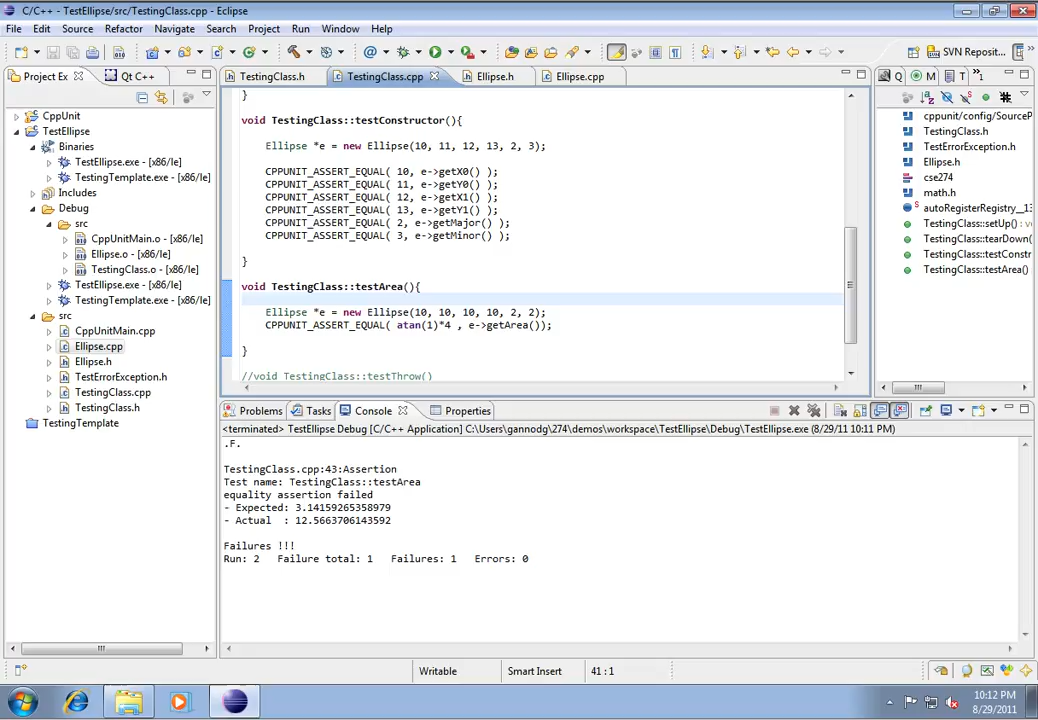 C/C++ - TestEllipse/src/TestingClass.cpp - Eclipse
File Edit Source Refactor Navigate Search Project Run Window Help
SVN Reposit...
Project Ex Qt C++
TestingClass.h TestingClass.cpp Ellipse.h Ellipse.cpp
Q M T »1
CppUnit
TestEllipse
Binaries
TestEllipse.exe - [x86/le]
TestingTemplate.exe - [x86/le]
Includes
Debug
src
CppUnitMain.o - [x86/le]
Ellipse.o - [x86/le]
TestingClass.o - [x86/le]
TestEllipse.exe - [x86/le]
TestingTemplate.exe - [x86/le]
src
CppUnitMain.cpp
Ellipse.cpp
Ellipse.h
TestErrorException.h
TestingClass.cpp
TestingClass.h
TestingTemplate
}
void TestingClass::testConstructor(){
Ellipse *e = new Ellipse(10, 11, 12, 13, 2, 3);
CPPUNIT_ASSERT_EQUAL( 10, e->getX0() );
CPPUNIT_ASSERT_EQUAL( 11, e->getY0() );
CPPUNIT_ASSERT_EQUAL( 12, e->getX1() );
CPPUNIT_ASSERT_EQUAL( 13, e->getY1() );
CPPUNIT_ASSERT_EQUAL( 2, e->getMajor() );
CPPUNIT_ASSERT_EQUAL( 3, e->getMinor() );
}
void TestingClass::testArea(){
Ellipse *e = new Ellipse(10, 10, 10, 10, 2, 2);
CPPUNIT_ASSERT_EQUAL( atan(1)*4 , e->getArea());
}
//void TestingClass::testThrow()
cppunit/config/SourceP
TestingClass.h
TestErrorException.h
Ellipse.h
cse274
math.h
autoRegisterRegistry__13
TestingClass::setUp() : v
TestingClass::tearDown(
TestingClass::testConstr
TestingClass::testArea()
Problems Tasks Console Properties
<terminated> TestEllipse Debug [C/C++ Application] C:\Users\gannodg\274\demos\workspace\TestEllipse\Debug\TestEllipse.exe (8/29/11 10:11 PM)
.F.
TestingClass.cpp:43:Assertion
Test name: TestingClass::testArea
equality assertion failed
- Expected: 3.14159265358979
- Actual : 12.5663706143592
Failures !!!
Run: 2 Failure total: 1 Failures: 1 Errors: 0
Writable Smart Insert 41 : 1
10:12 PM
8/29/2011